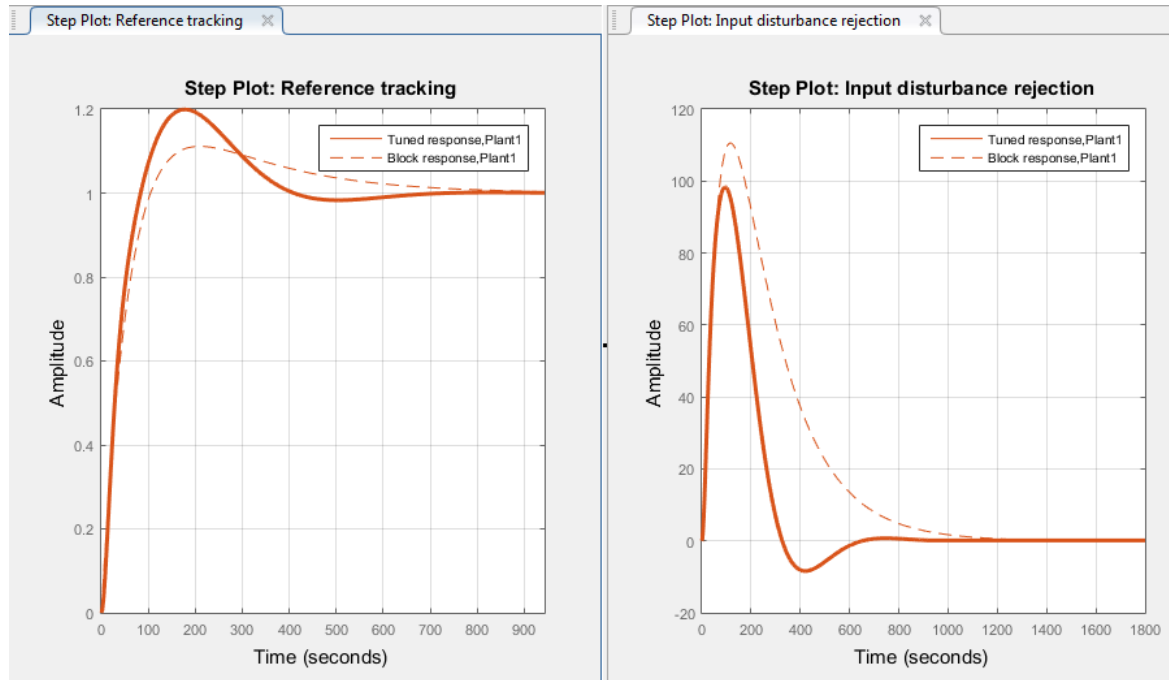 Step Plot: Reference tracking
Step Plot: Input disturbance rejection
Step Plot: Reference tracking
1.2
1
0.8
0.6
0.4
0.2
0
Amplitude
Tuned response,Plant1
Block response,Plant1
0 100 200 300 400 500 600 700 800 900
Time (seconds)
Step Plot: Input disturbance rejection
120
100
80
60
40
20
0
-20
Amplitude
Tuned response,Plant1
Block response,Plant1
0 200 400 600 800 1000 1200 1400 1600 1800
Time (seconds)